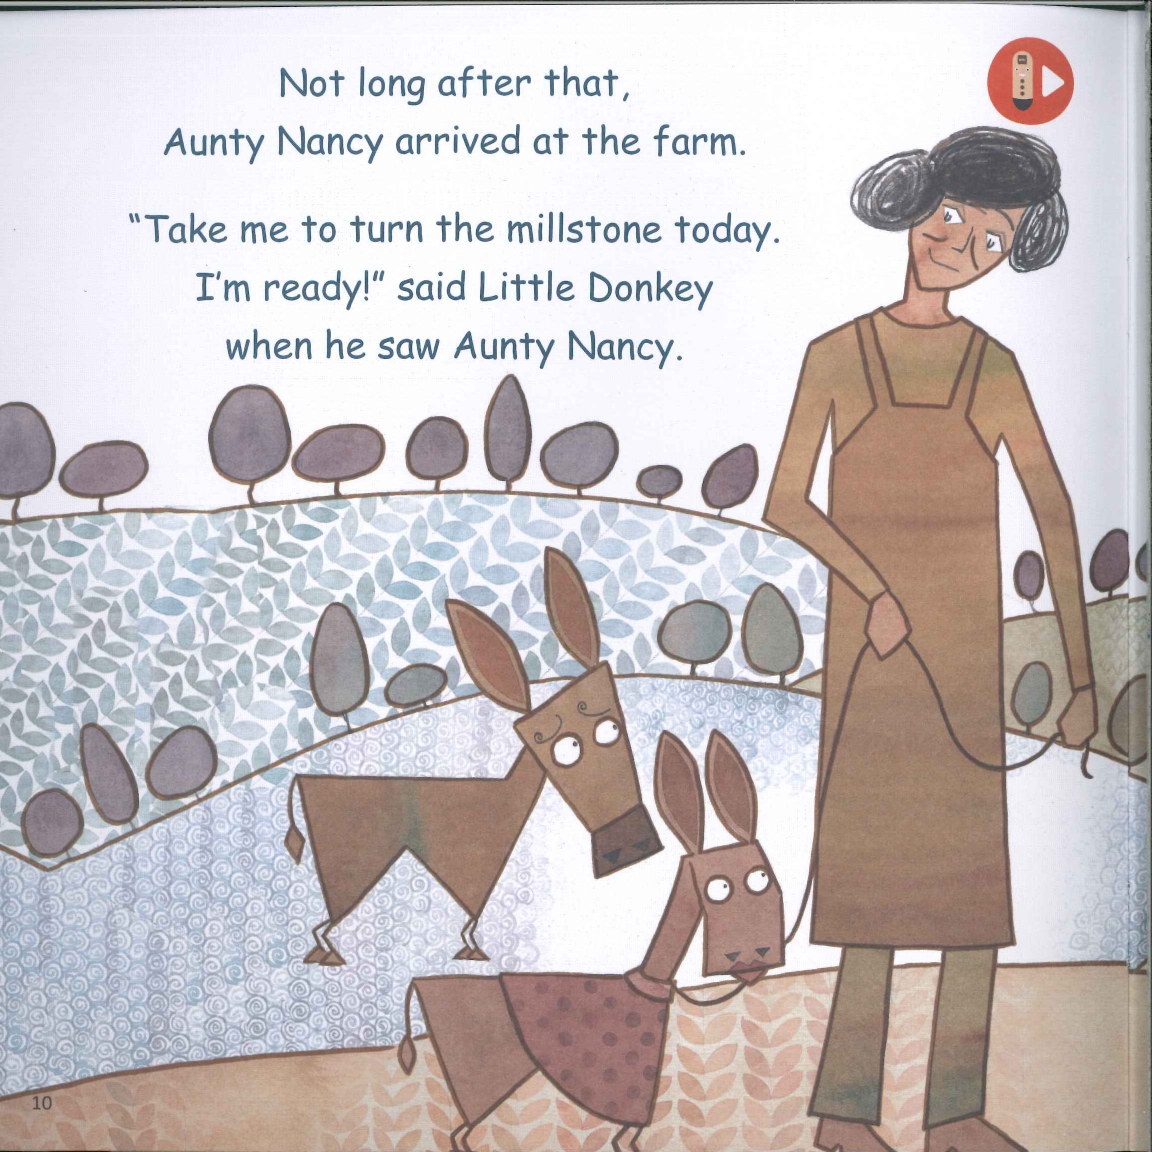 Not long after that,
Aunty Nancy arrived at the farm.
“Take me to turn the millstone today.
I’m ready!” said Little Donkey
when he saw Aunty Nancy.
10